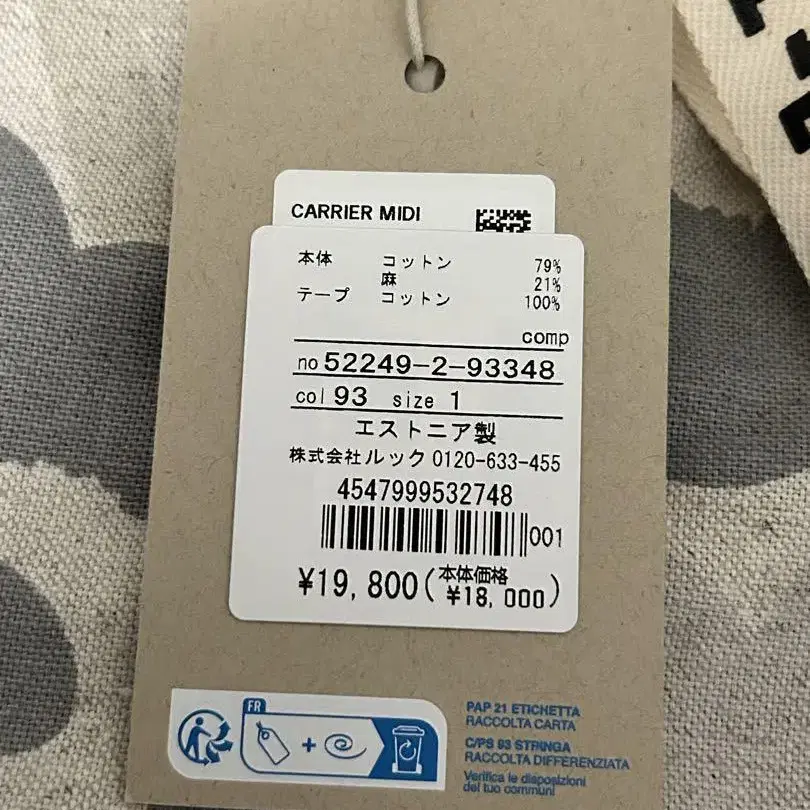 CARRIER MIDI
本体 コットン 79%
麻 21%
テープ コットン 100%
comp
no 52249-2-93348
col 93 size 1
エストニア製
株式会社ルック 0120-633-455
4547999532748
001
¥19,800(本体価格 ¥18,000)
FR
PAP 21 ETICHETTA
RACCOLTA CARTA
C/PS 93 STRINGA
RACCOLTA DIFFERENZIATA
Verifica le disposizioni
del tuo comuni